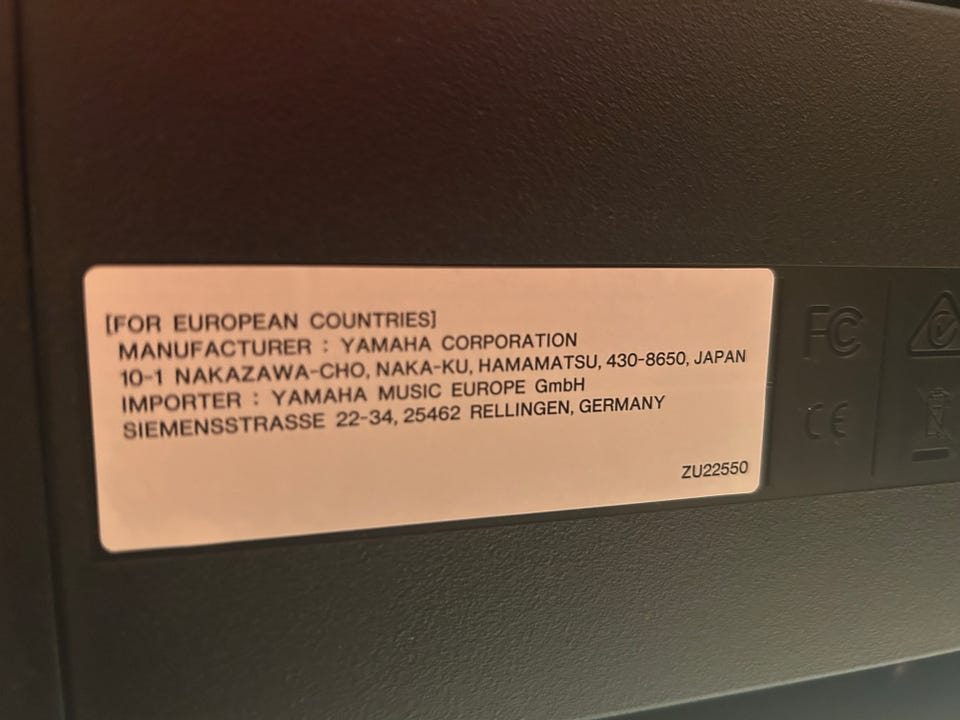 [FOR EUROPEAN COUNTRIES]
MANUFACTURER : YAMAHA CORPORATION
10-1 NAKAZAWA-CHO, NAKA-KU, HAMAMATSU, 430-8650, JAPAN
IMPORTER : YAMAHA MUSIC EUROPE GmbH
SIEMENSSTRASSE 22-34, 25462 RELLINGEN, GERMANY
ZU22550
FC
CE